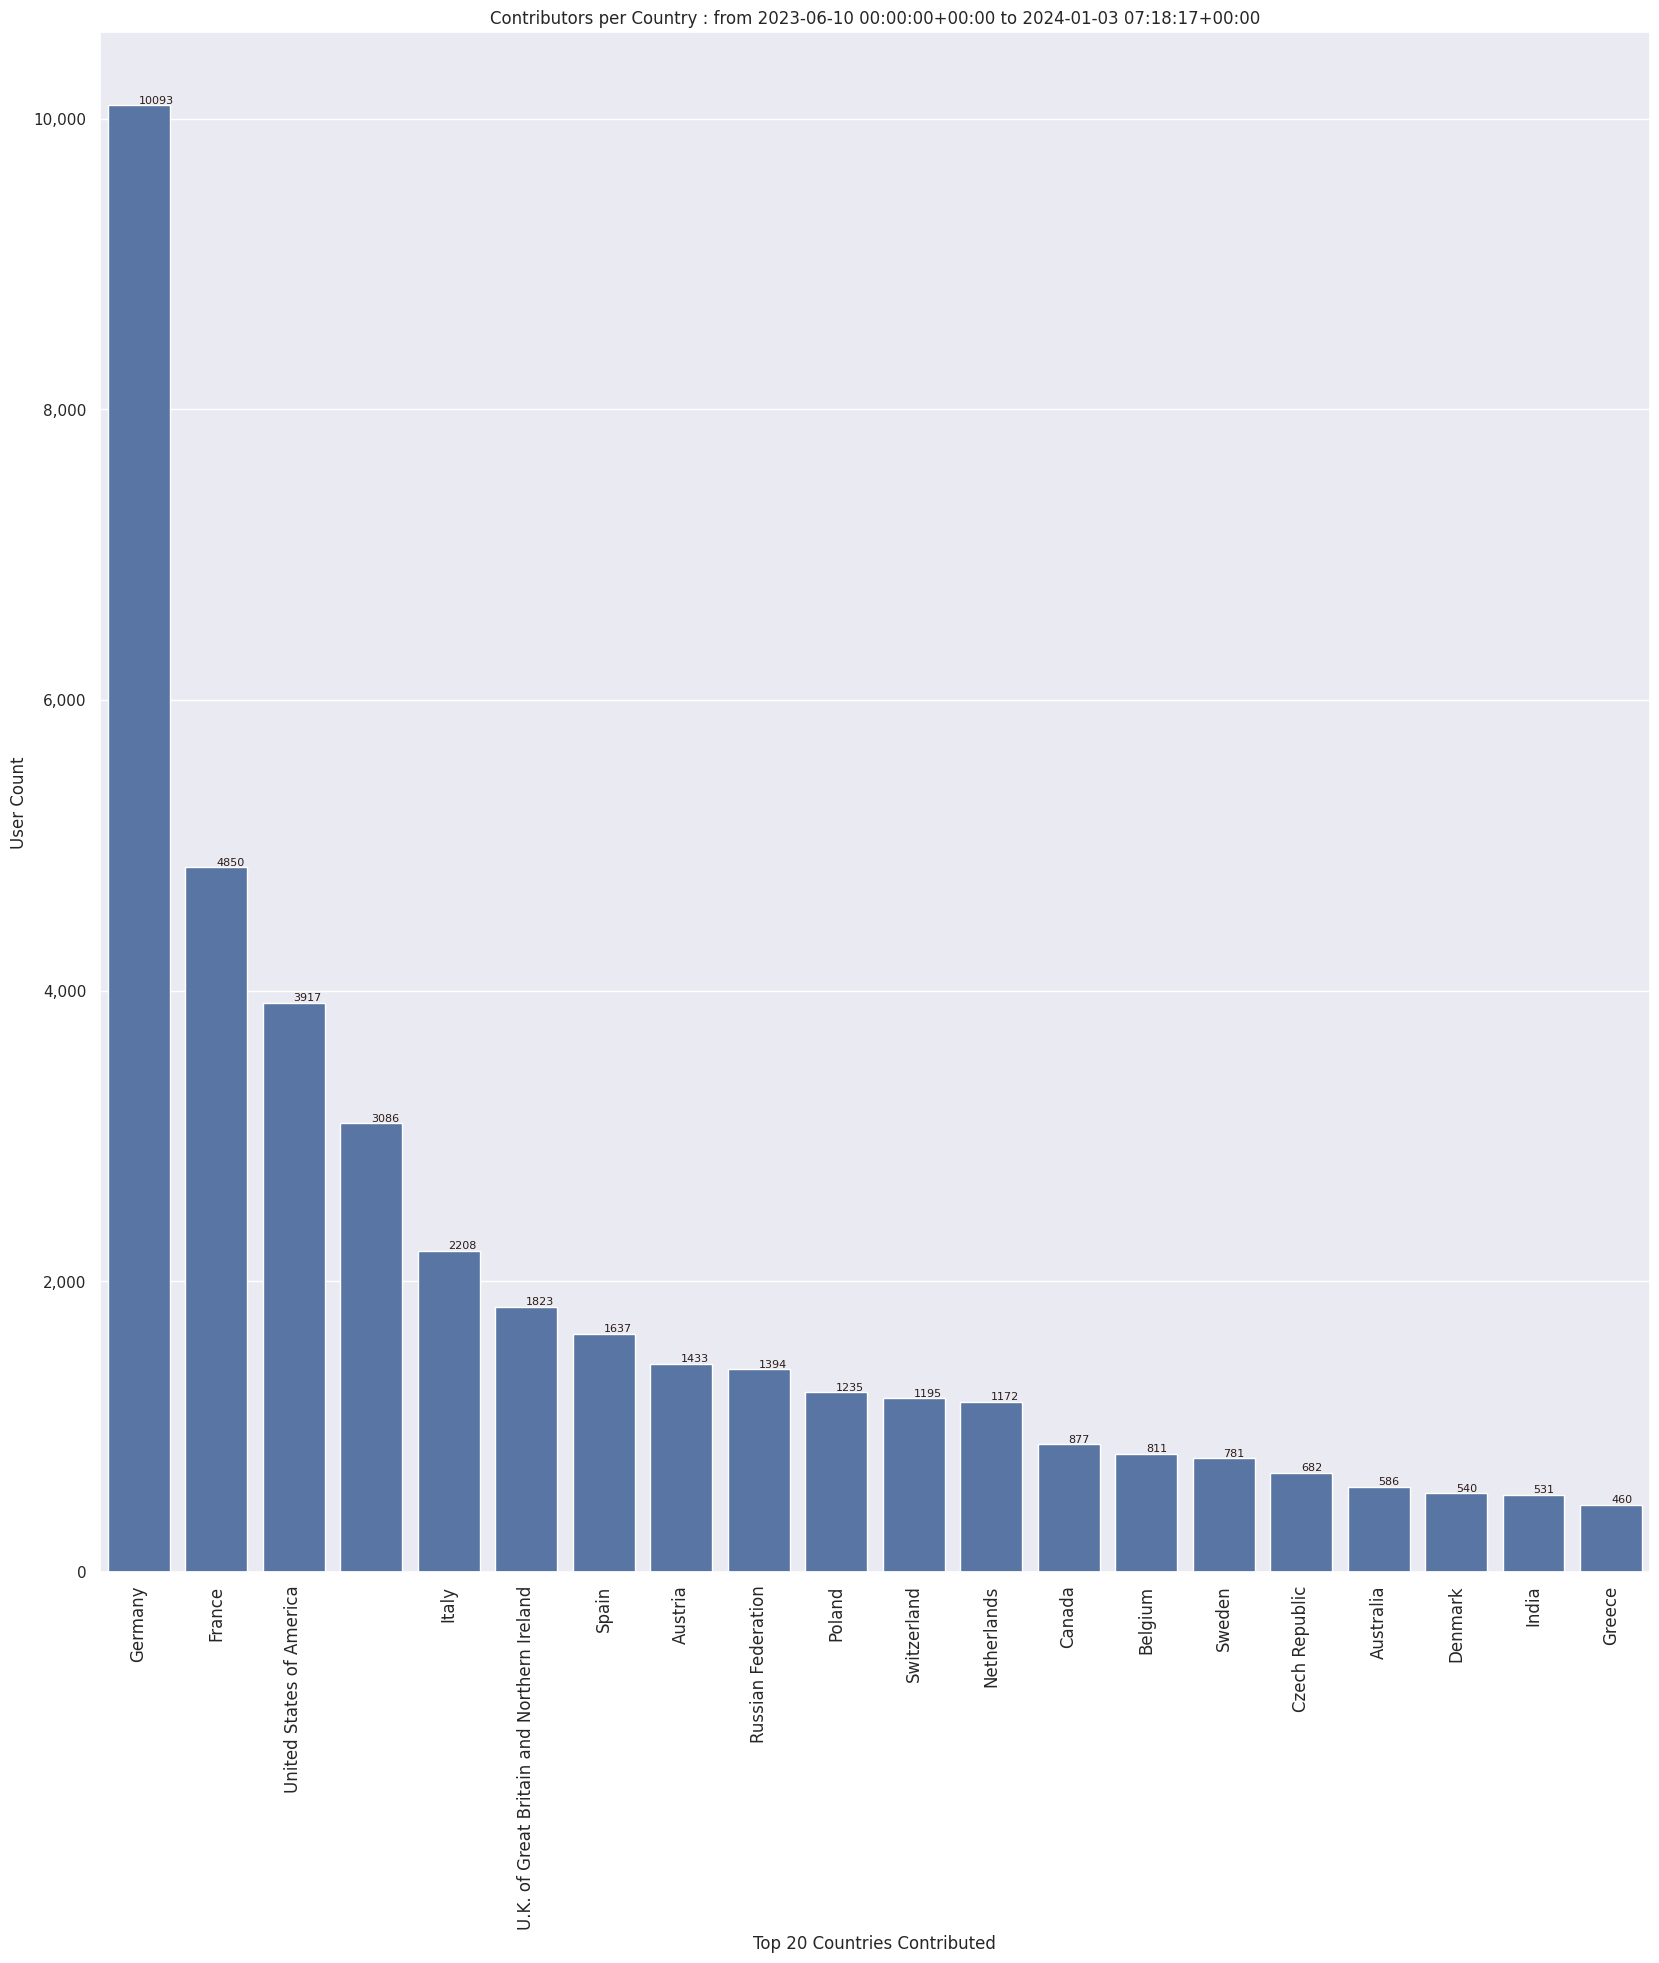 Contributors per Country : from 2023-06-10 00:00:00+00:00 to 2024-01-03 07:18:17+00:00
User Count
10,000
8,000
6,000
4,000
2,000
0
10093
4850
3917
3086
2208
1823
1637
1433
1394
1235
1195
1172
877
811
781
682
586
540
531
460
Germany
France
United States of America
Italy
U.K. of Great Britain and Northern Ireland
Spain
Austria
Russian Federation
Poland
Switzerland
Netherlands
Canada
Belgium
Sweden
Czech Republic
Australia
Denmark
India
Greece
Top 20 Countries Contributed